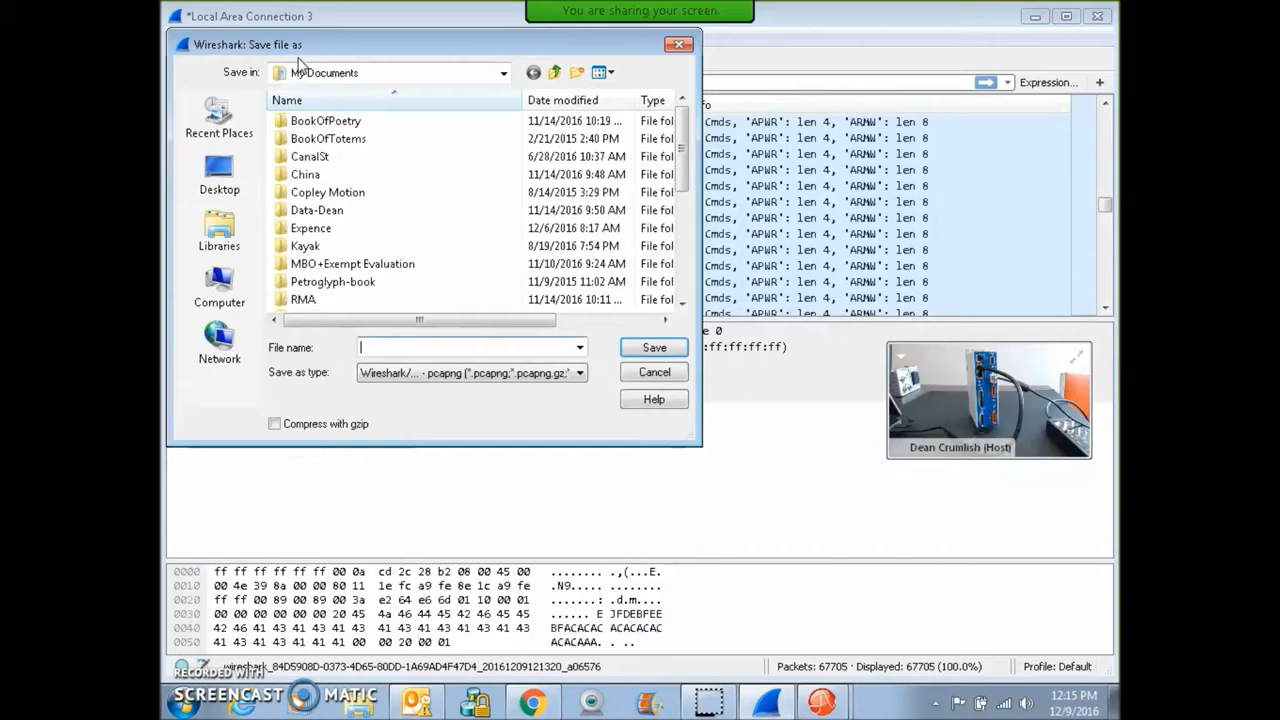 You are sharing your screen.
*Local Area Connection 3
Wireshark: Save file as
Save in:
My Documents
Expression...
+
Name
Date modified
Type
BookOfPoetry
11/14/2016 10:19 ...
File fol
BookOfTotems
2/21/2015 2:40 PM
File fol
CanalSt
6/28/2016 10:37 AM
File fol
China
11/14/2016 9:48 AM
File fol
Copley Motion
8/14/2015 3:29 PM
File fol
Data-Dean
11/14/2016 9:50 AM
File fol
Expence
12/6/2016 8:17 AM
File fol
Kayak
8/19/2016 7:54 PM
File fol
MBO+Exempt Evaluation
11/10/2016 9:24 AM
File fol
Petroglyph-book
11/9/2015 11:02 AM
File fol
RMA
11/14/2016 10:11 ...
File fol
Recent Places
Desktop
Libraries
Computer
Network
File name:
Save
Save as type:
Wireshark/... - pcapng (*.pcapng;*.pcapng.gz;*
Cancel
Help
Compress with gzip
fo
Cmds, 'APWR': len 4, 'ARMW': len 8
Cmds, 'APWR': len 4, 'ARMW': len 8
Cmds, 'APWR': len 4, 'ARMW': len 8
Cmds, 'APWR': len 4, 'ARMW': len 8
Cmds, 'APWR': len 4, 'ARMW': len 8
Cmds, 'APWR': len 4, 'ARMW': len 8
Cmds, 'APWR': len 4, 'ARMW': len 8
Cmds, 'APWR': len 4, 'ARMW': len 8
Cmds, 'APWR': len 4, 'ARMW': len 8
Cmds, 'APWR': len 4, 'ARMW': len 8
Cmds, 'APWR': len 4, 'ARMW': len 8
Cmds, 'APWR': len 4, 'ARMW': len 8
e 0
:ff:ff:ff:ff)
Dean Crumlish (Host)
0000 ff ff ff ff ff ff 00 0a cd 2c 28 b2 08 00 45 00 ........ .,(...E.
0010 00 4e 39 8a 00 00 80 11 1e fc a9 fe 8e 1c a9 fe .N9..... ........
0020 ff ff 00 89 00 89 00 3a e2 64 e6 6d 01 10 00 01 .......: .d.m....
0030 00 00 00 00 00 00 20 45 4a 46 44 45 42 46 45 45 ...... E JFDEBFEE
0040 42 46 41 43 41 43 41 43 41 43 41 43 41 43 41 43 BFACACAC ACACACAC
0050 41 43 41 43 41 41 41 00 00 20 00 01 ACACAAA. . ..
wireshark_84D5908D-0373-4D65-80DD-1A69AD4F47D4_20161209121320_a06576
Packets: 67705 · Displayed: 67705 (100.0%)
Profile: Default
RECORDED WITH
SCREENCAST MATIC
12:15 PM
12/9/2016